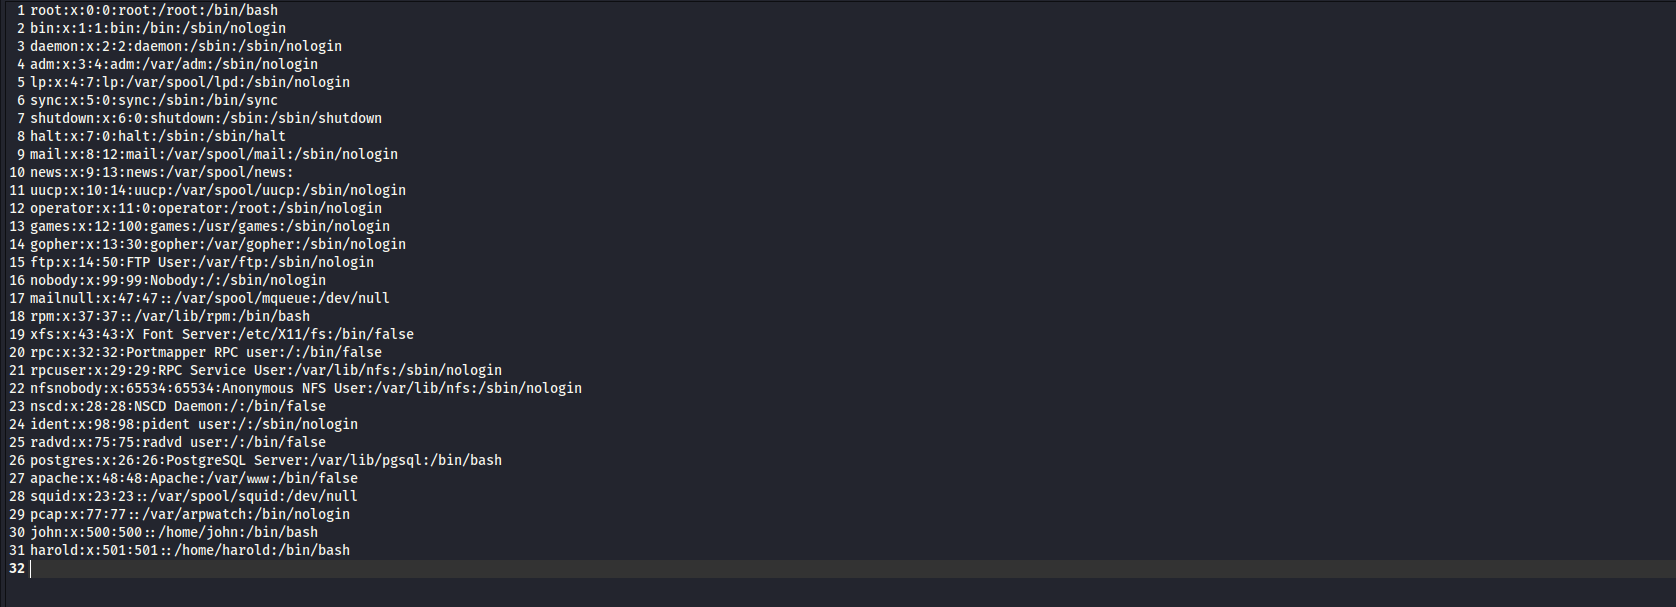 1 root:x:0:0:root:/root:/bin/bash
2 bin:x:1:1:bin:/bin:/sbin/nologin
3 daemon:x:2:2:daemon:/sbin:/sbin/nologin
4 adm:x:3:4:adm:/var/adm:/sbin/nologin
5 lp:x:4:7:lp:/var/spool/lpd:/sbin/nologin
6 sync:x:5:0:sync:/sbin:/bin/sync
7 shutdown:x:6:0:shutdown:/sbin:/sbin/shutdown
8 halt:x:7:0:halt:/sbin:/sbin/halt
9 mail:x:8:12:mail:/var/spool/mail:/sbin/nologin
10 news:x:9:13:news:/var/spool/news:
11 uucp:x:10:14:uucp:/var/spool/uucp:/sbin/nologin
12 operator:x:11:0:operator:/root:/sbin/nologin
13 games:x:12:100:games:/usr/games:/sbin/nologin
14 gopher:x:13:30:gopher:/var/gopher:/sbin/nologin
15 ftp:x:14:50:FTP User:/var/ftp:/sbin/nologin
16 nobody:x:99:99:Nobody:/:/sbin/nologin
17 mailnull:x:47:47::/var/spool/mqueue:/dev/null
18 rpm:x:37:37::/var/lib/rpm:/bin/bash
19 xfs:x:43:43:X Font Server:/etc/X11/fs:/bin/false
20 rpc:x:32:32:Portmapper RPC user:/:/bin/false
21 rpcuser:x:29:29:RPC Service User:/var/lib/nfs:/sbin/nologin
22 nfsnobody:x:65534:65534:Anonymous NFS User:/var/lib/nfs:/sbin/nologin
23 nscd:x:28:28:NSCD Daemon:/:/bin/false
24 ident:x:98:98:pident user:/:/sbin/nologin
25 radvd:x:75:75:radvd user:/:/bin/false
26 postgres:x:26:26:PostgreSQL Server:/var/lib/pgsql:/bin/bash
27 apache:x:48:48:Apache:/var/www:/bin/false
28 squid:x:23:23::/var/spool/squid:/dev/null
29 pcap:x:77:77::/var/arpwatch:/bin/nologin
30 john:x:500:500::/home/john:/bin/bash
31 harold:x:501:501::/home/harold:/bin/bash
32